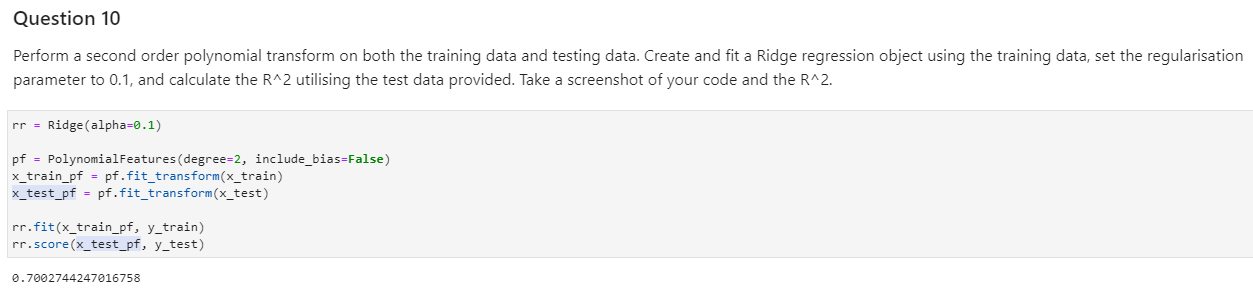 Question 10
Perform a second order polynomial transform on both the training data and testing data. Create and fit a Ridge regression object using the training data, set the regularisation
parameter to 0.1, and calculate the R^2 utilising the test data provided. Take a screenshot of your code and the R^2.
rr = Ridge(alpha=0.1)
pf = PolynomialFeatures(degree=2, include_bias=False)
x_train_pf = pf.fit_transform(x_train)
x_test_pf = pf.fit_transform(x_test)
rr.fit(x_train_pf, y_train)
rr.score(x_test_pf, y_test)
0.7002744247016758